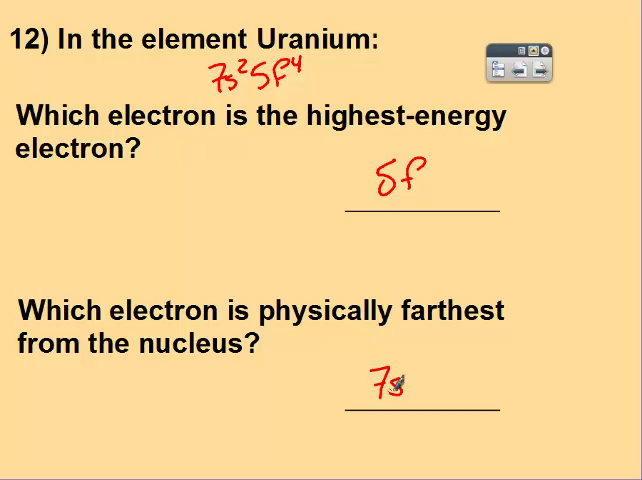 12) In the element Uranium:
7s²5f⁴
Which electron is the highest-energy
electron?
5f
Which electron is physically farthest
from the nucleus?
7s